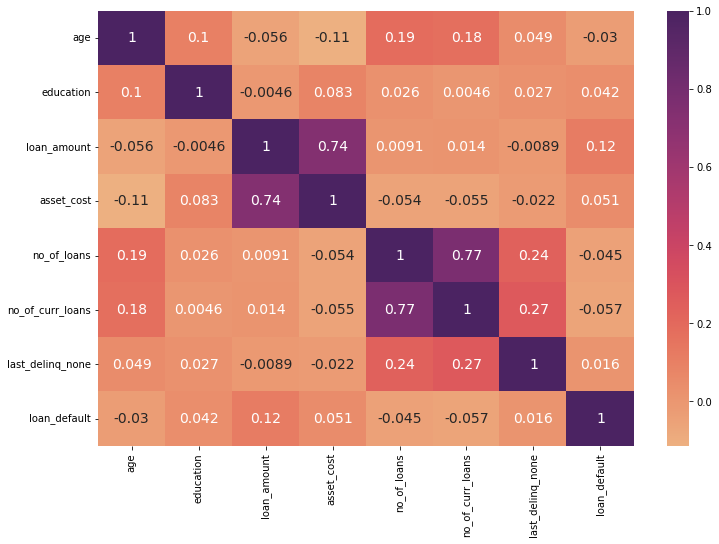 age 1 0.1 -0.056 -0.11 0.19 0.18 0.049 -0.03
education 0.1 1 -0.0046 0.083 0.026 0.0046 0.027 0.042
loan_amount -0.056 -0.0046 1 0.74 0.0091 0.014 -0.0089 0.12
asset_cost -0.11 0.083 0.74 1 -0.054 -0.055 -0.022 0.051
no_of_loans 0.19 0.026 0.0091 -0.054 1 0.77 0.24 -0.045
no_of_curr_loans 0.18 0.0046 0.014 -0.055 0.77 1 0.27 -0.057
last_delinq_none 0.049 0.027 -0.0089 -0.022 0.24 0.27 1 0.016
loan_default -0.03 0.042 0.12 0.051 -0.045 -0.057 0.016 1
age
education
loan_amount
asset_cost
no_of_loans
no_of_curr_loans
last_delinq_none
loan_default
1.0
0.8
0.6
0.4
0.2
0.0